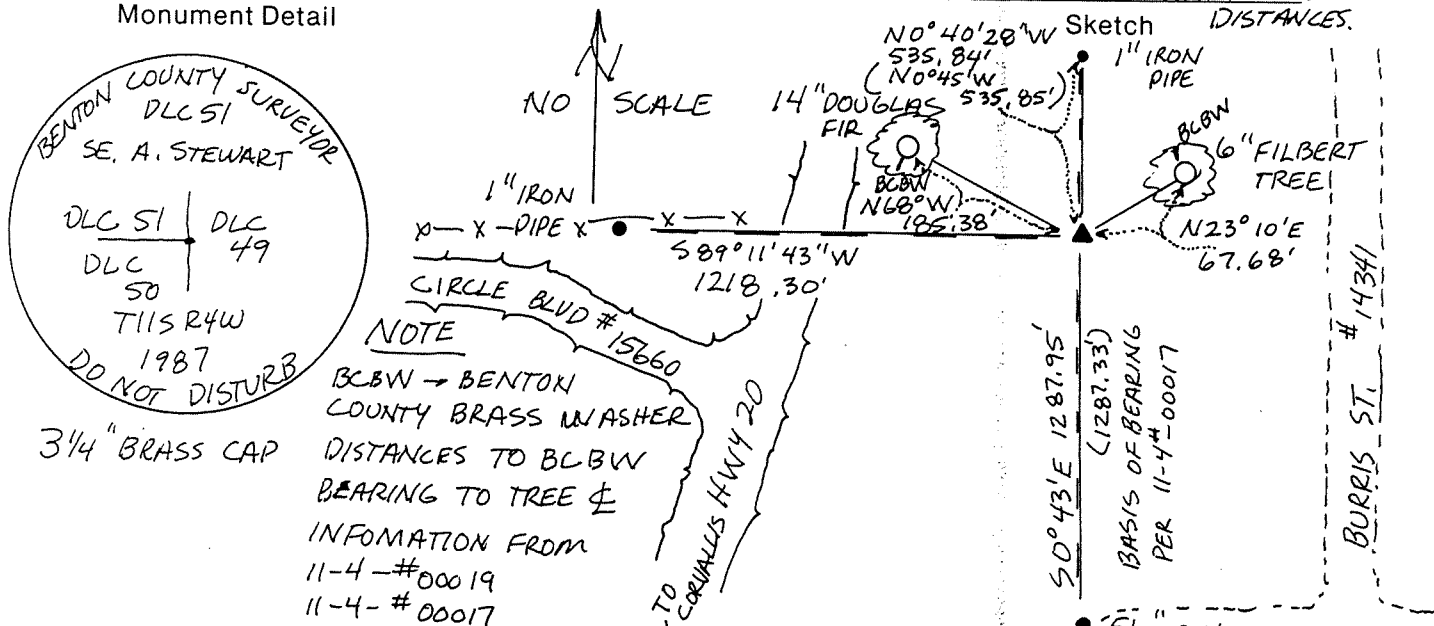 Monument Detail
BENTON COUNTY SURVEYOR
DLC 51
SE. A. STEWART
DLC 51
DLC
49
DLC
50
T11S R4W
1987
DO NOT DISTURB
3 1/4" BRASS CAP
N
NO SCALE
Sketch
DISTANCES.
N0°40'28"W
535.84'
(N0°45'W
535.85')
1" IRON
PIPE
14" DOUGLAS
FIR
BCBW
N68°W
185.38'
BCBW
6" FILBERT
TREE
N23°10'E
67.68'
1" IRON
x — x — PIPE x
x — x
S89°11'43"W
1218.30'
CIRCLE BLVD #15660
NOTE
BCBW → BENTON
COUNTY BRASS WASHER
DISTANCES TO BCBW
BEARING TO TREE ℄
INFOMATION FROM
11-4-#00019
11-4-#00017
TO
CORVALLIS HWY 20
S0°43'E 1287.95'
(1287.33')
BASIS OF BEARING
PER 11-4#-00017
BURRIS ST. #14341